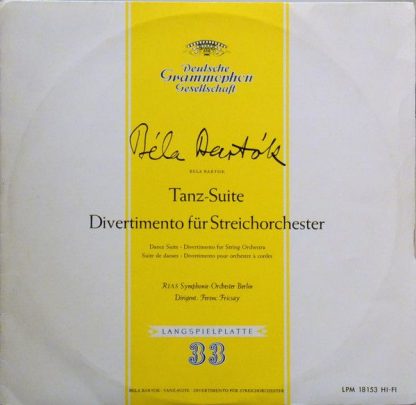 Deutsche
Grammophon
Gesellschaft
Béla Bartók
BELA BARTOK
Tanz-Suite
Divertimento für Streichorchester
Dance Suite · Divertimento for String Orchestra
Suite de danses · Divertimento pour orchestre à cordes
RIAS Symphonie-Orchester Berlin
Dirigent: Ferenc Fricsay
LANGSPIELPLATTE
33
BELA BARTOK · TANZ-SUITE · DIVERTIMENTO FÜR STREICHORCHESTER
LPM 18153 HI-FI